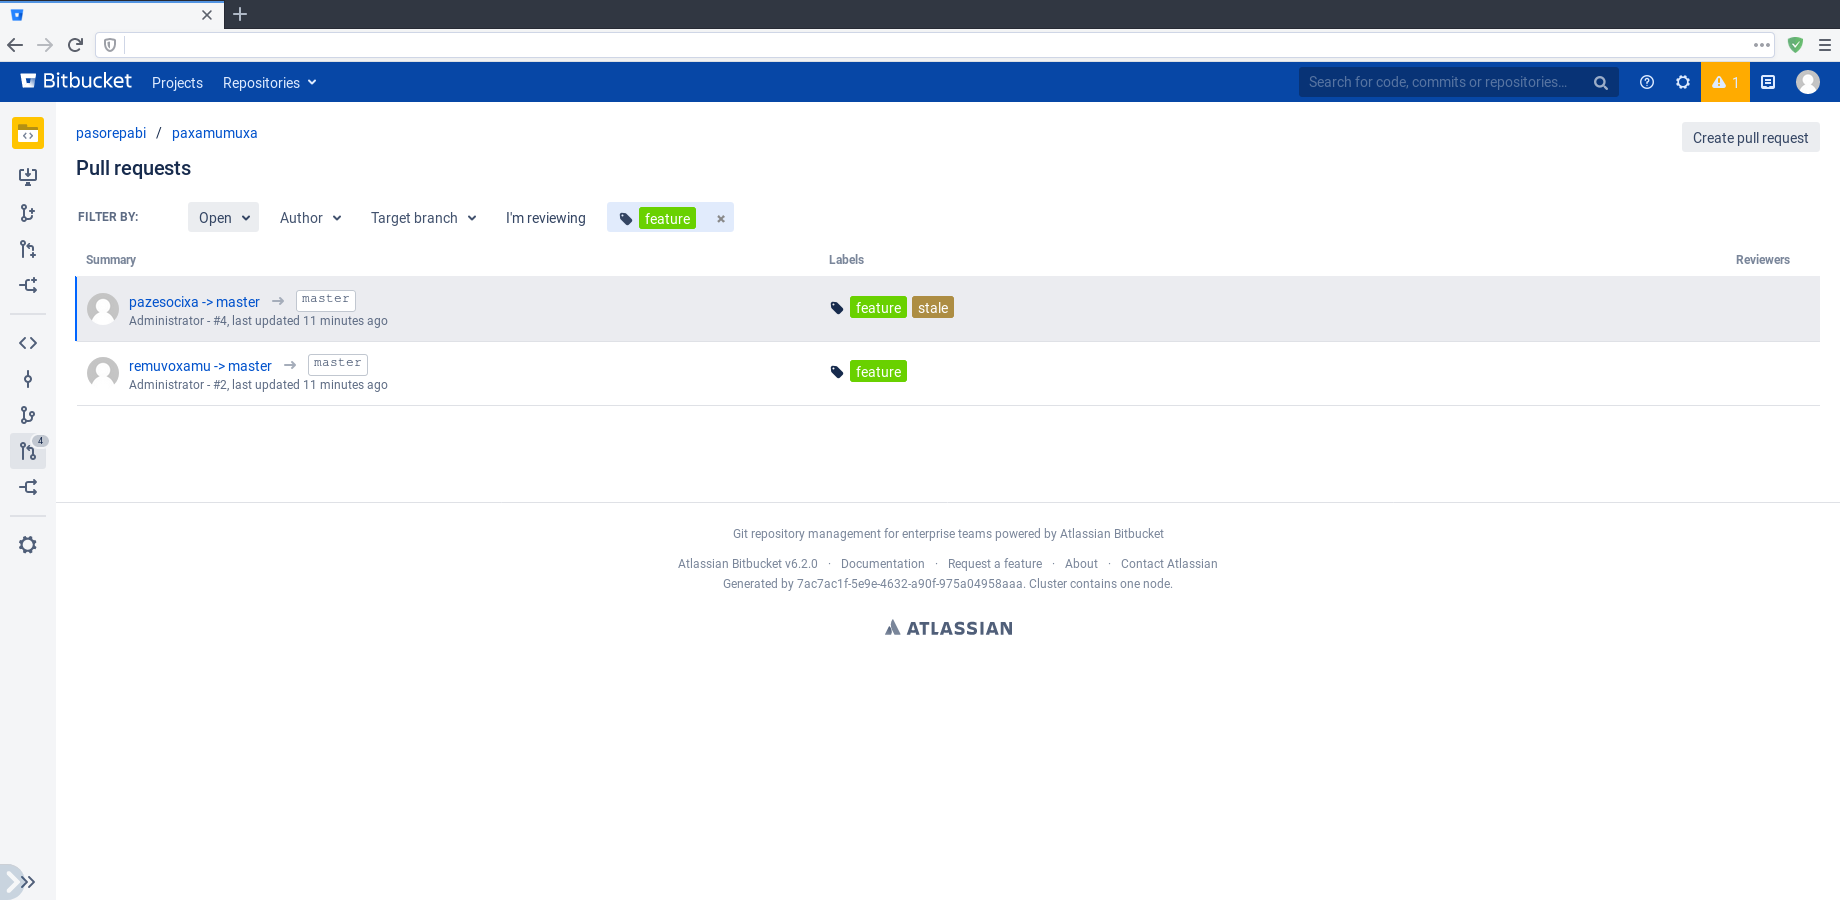 Bitbucket Projects Repositories Search for code, commits or repositories... 1
pasorepabi / paxamumuxa
Create pull request
Pull requests
FILTER BY: Open Author Target branch I'm reviewing feature
Summary Labels Reviewers
pazesocixa -> master → master feature stale
Administrator - #4, last updated 11 minutes ago
remuvoxamu -> master → master feature
Administrator - #2, last updated 11 minutes ago
4
Git repository management for enterprise teams powered by Atlassian Bitbucket
Atlassian Bitbucket v6.2.0 · Documentation · Request a feature · About · Contact Atlassian
Generated by 7ac7ac1f-5e9e-4632-a90f-975a04958aaa. Cluster contains one node.
ATLASSIAN